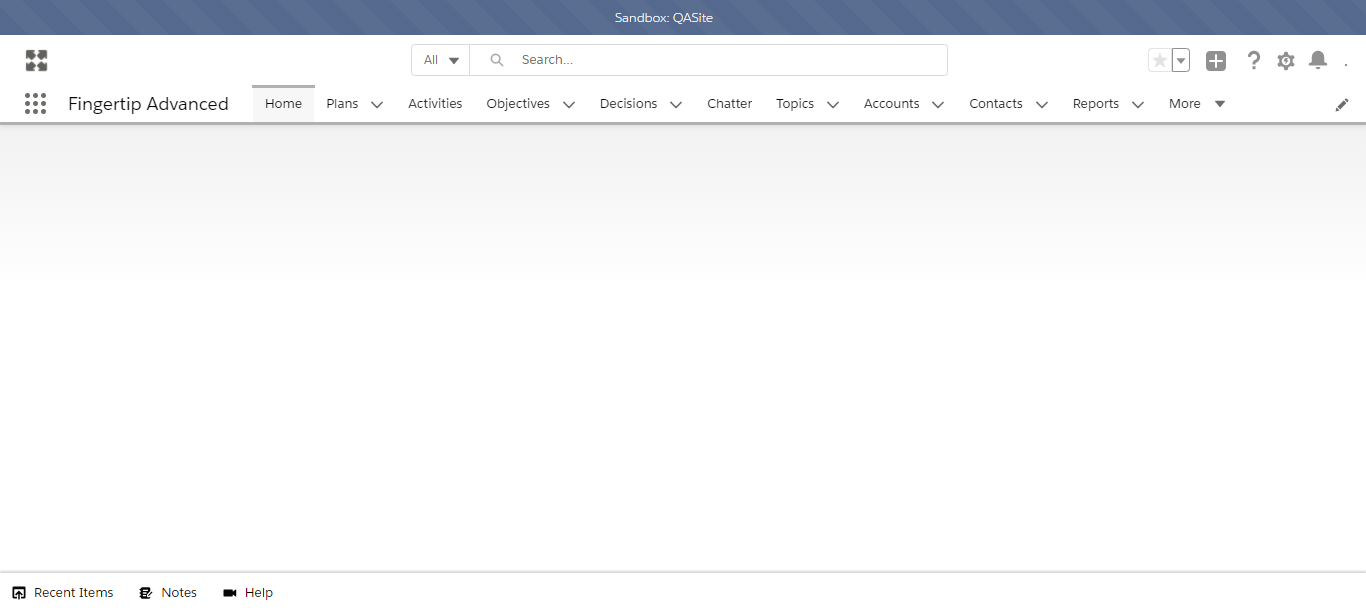 Sandbox: QASite
All Search...
Fingertip Advanced Home Plans Activities Objectives Decisions Chatter Topics Accounts Contacts Reports More
Recent Items Notes Help